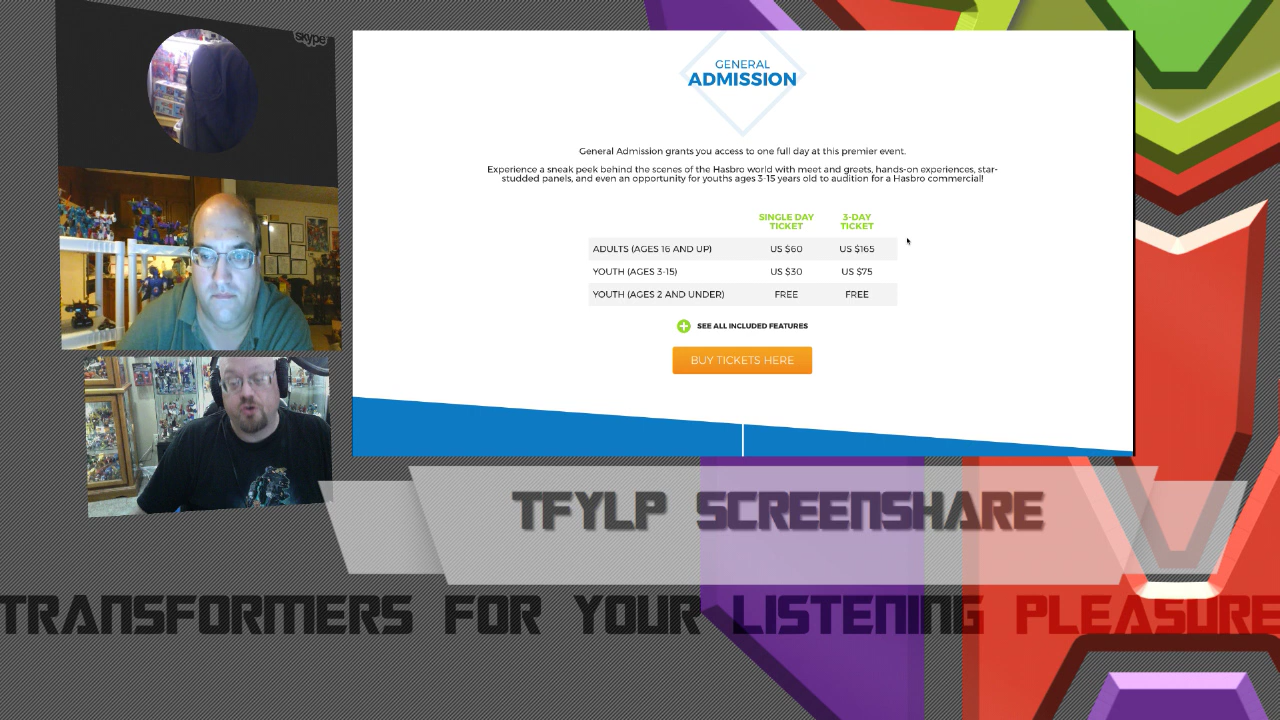 skype
GENERAL
ADMISSION
General Admission grants you access to one full day at this premier event.
Experience a sneak peek behind the scenes of the Hasbro world with meet and greets, hands-on experiences, star-
studded panels, and even an opportunity for youths ages 3-15 years old to audition for a Hasbro commercial!
SINGLE DAY TICKET 3-DAY TICKET
ADULTS (AGES 16 AND UP) US $60 US $165
YOUTH (AGES 3-15) US $30 US $75
YOUTH (AGES 2 AND UNDER) FREE FREE
SEE ALL INCLUDED FEATURES
BUY TICKETS HERE
TFYLP SCREENSHARE
TRANSFORMERS FOR YOUR LISTENING PLEASURE